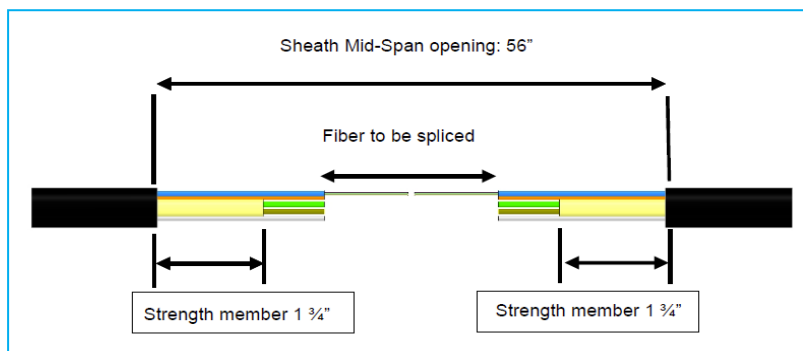 Sheath Mid-Span opening: 56”
Fiber to be spliced
Strength member 1 ¾”
Strength member 1 ¾”